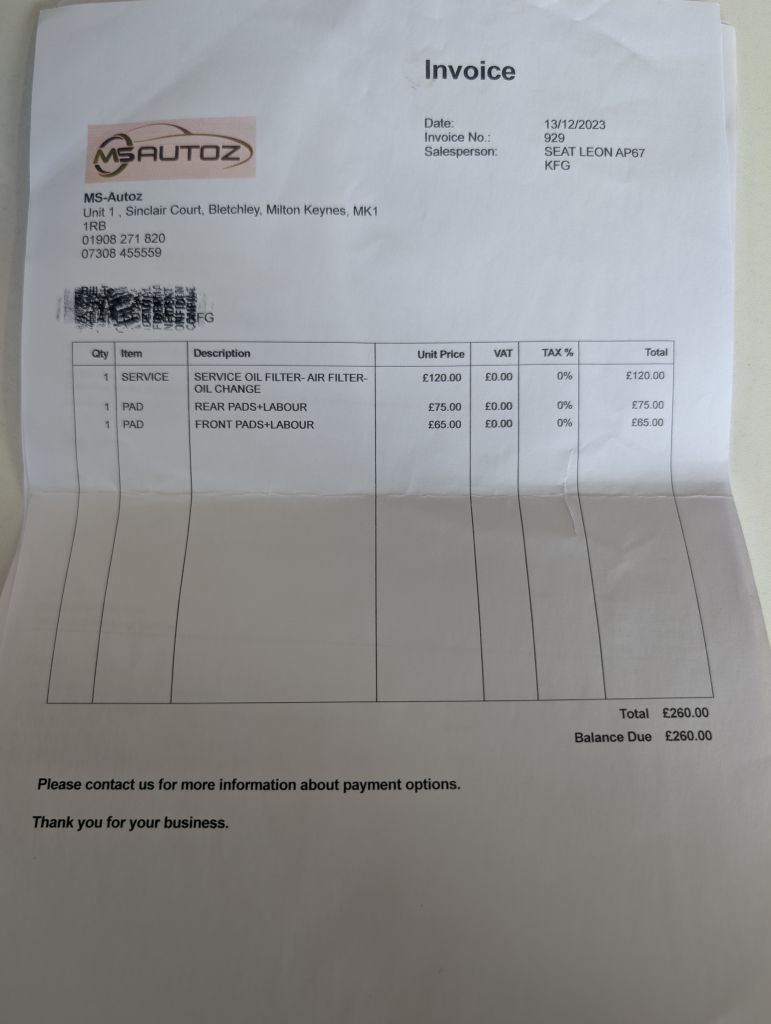 Invoice
Date: 13/12/2023
Invoice No.: 929
Salesperson: SEAT LEON AP67
KFG
MSAUTOZ
MS-Autoz
Unit 1 , Sinclair Court, Bletchley, Milton Keynes, MK1
1RB
01908 271 820
07308 455559
KFG
Qty Item Description Unit Price VAT TAX % Total
1 SERVICE SERVICE OIL FILTER- AIR FILTER- £120.00 £0.00 0% £120.00
OIL CHANGE
1 PAD REAR PADS+LABOUR £75.00 £0.00 0% £75.00
1 PAD FRONT PADS+LABOUR £65.00 £0.00 0% £65.00
Total £260.00
Balance Due £260.00
Please contact us for more information about payment options.
Thank you for your business.